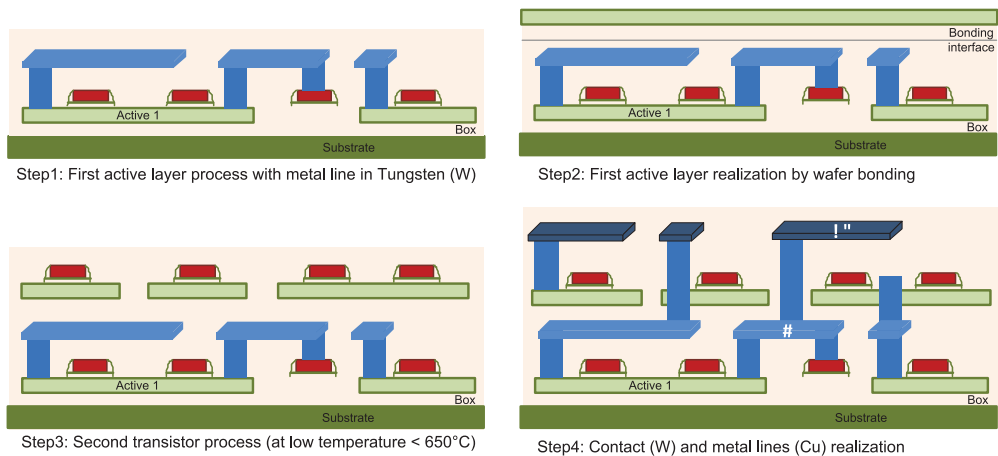 Active 1
Box
Substrate
Step1: First active layer process with metal line in Tungsten (W)
Bonding
interface
Active 1
Box
Substrate
Step2: First active layer realization by wafer bonding
Active 1
Box
Substrate
Step3: Second transistor process (at low temperature < 650°C)
! "
#
Active 1
Box
Substrate
Step4: Contact (W) and metal lines (Cu) realization